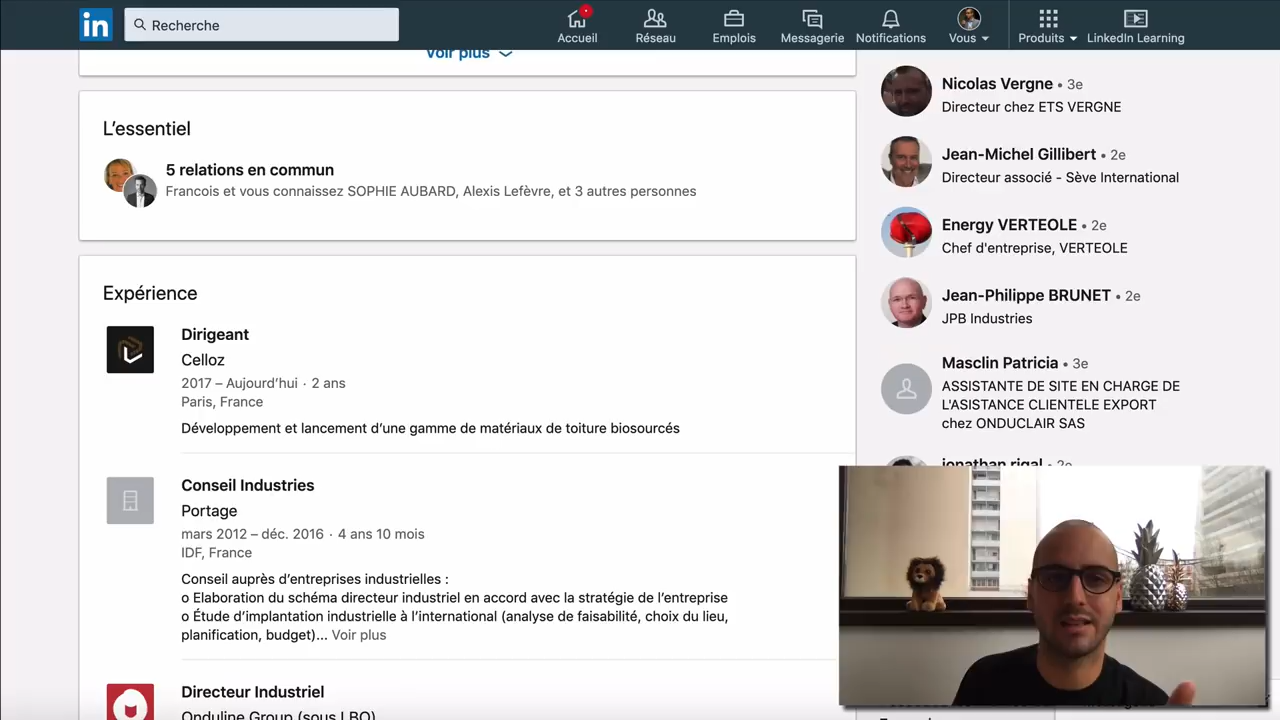 in
Recherche
Accueil
Réseau
Emplois
Messagerie
Notifications
Vous
Produits
LinkedIn Learning
Voir plus
L'essentiel
5 relations en commun
Francois et vous connaissez SOPHIE AUBARD, Alexis Lefèvre, et 3 autres personnes
Expérience
Dirigeant
Celloz
2017 – Aujourd'hui · 2 ans
Paris, France
Développement et lancement d'une gamme de matériaux de toiture biosourcés
Conseil Industries
Portage
mars 2012 – déc. 2016 · 4 ans 10 mois
IDF, France
Conseil auprès d'entreprises industrielles :
o Elaboration du schéma directeur industriel en accord avec la stratégie de l'entreprise
o Étude d'implantation industrielle à l'international (analyse de faisabilité, choix du lieu,
planification, budget)... Voir plus
Directeur Industriel
Onduline Group (sous LBO)
Nicolas Vergne • 3e
Directeur chez ETS VERGNE
Jean-Michel Gillibert • 2e
Directeur associé - Sève International
Energy VERTEOLE • 2e
Chef d'entreprise, VERTEOLE
Jean-Philippe BRUNET • 2e
JPB Industries
Masclin Patricia • 3e
ASSISTANTE DE SITE EN CHARGE DE
L'ASISTANCE CLIENTELE EXPORT
chez ONDUCLAIR SAS
jonathan rigal • 2e